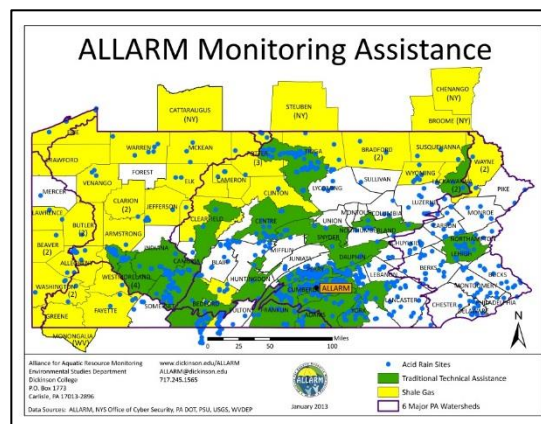 ALLARM Monitoring Assistance
CHENANGO
(NY)
CATTARAUGUS
(NY)
STEUBEN
(NY)
BROOME (NY)
WARREN
MCKEAN
(3)
TIOGA
BRADFORD
(2)
SUSQUEHANNA
WAYNE
(2)
CRAWFORD
FOREST
WYOMING
LACKAWANNA
(2)
MERCER
VENANGO
ELK
CAMERON
SULLIVAN
PIKE
CLARION
(2)
JEFFERSON
CLINTON
LYCOMING
LUZERNE
LAWRENCE
CLEARFIELD
MONROE
BUTLER
CENTRE
UNION
COLUMBIA
CARBON
ARMSTRONG
SNYDER
NORTHUMBERLAND
NORTHAMPTON
BEAVER
(2)
INDIANA
MIFFLIN
LEHIGH
ALLEGHENY
CAMBRIA
BLAIR
JUNIATA
DAUPHIN
HUNTINGDON
LEBANON
BERKS
BUCKS
WASHINGTON
(2)
WESTMORELAND
(4)
ALLARM
MONTGOMERY
LANCASTER
PHILADELPHIA
SOMERSET
BEDFORD
FULTON
FRANKLIN
ADAMS
YORK
CHESTER
DELAWARE
GREENE
FAYETTE
MONONGALIA
(WV)
Miles
0 25 50 100
N
Alliance for Aquatic Resource Monitoring
Environmental Studies Department
Dickinson College
P.O. Box 1773
Carlisle, PA 17013-2896
www.dickinson.edu/ALLARM
ALLARM@dickinson.edu
717.245.1565
Data Sources: ALLARM, NYS Office of Cyber Security, PA DOT, PSU, USGS, WVDEP
ALLARM
January 2013
Acid Rain Sites
Traditional Technical Assistance
Shale Gas
6 Major PA Watersheds